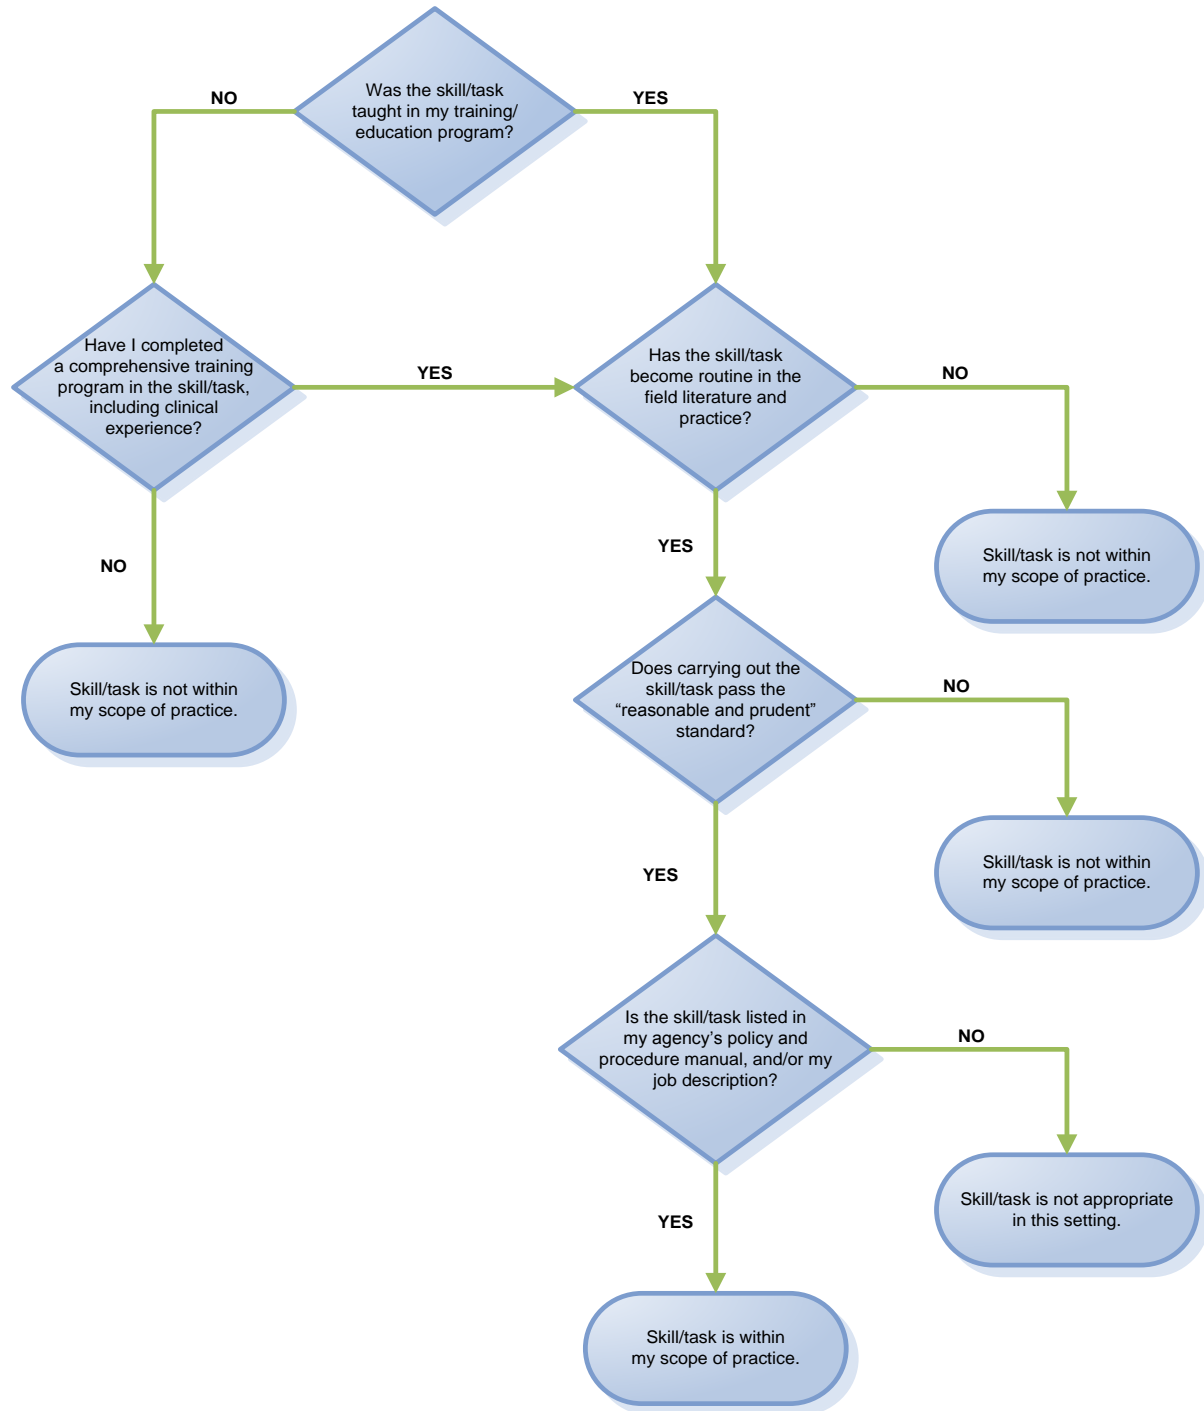 Was the skill/task
taught in my training/
education program?
NO
YES
Have I completed
a comprehensive training
program in the skill/task,
including clinical
experience?
YES
Has the skill/task
become routine in the
field literature and
practice?
NO
Skill/task is not within
my scope of practice.
YES
NO
Skill/task is not within
my scope of practice.
Does carrying out the
skill/task pass the
“reasonable and prudent”
standard?
NO
Skill/task is not within
my scope of practice.
YES
Is the skill/task listed in
my agency’s policy and
procedure manual, and/or my
job description?
NO
Skill/task is not appropriate
in this setting.
YES
Skill/task is within
my scope of practice.